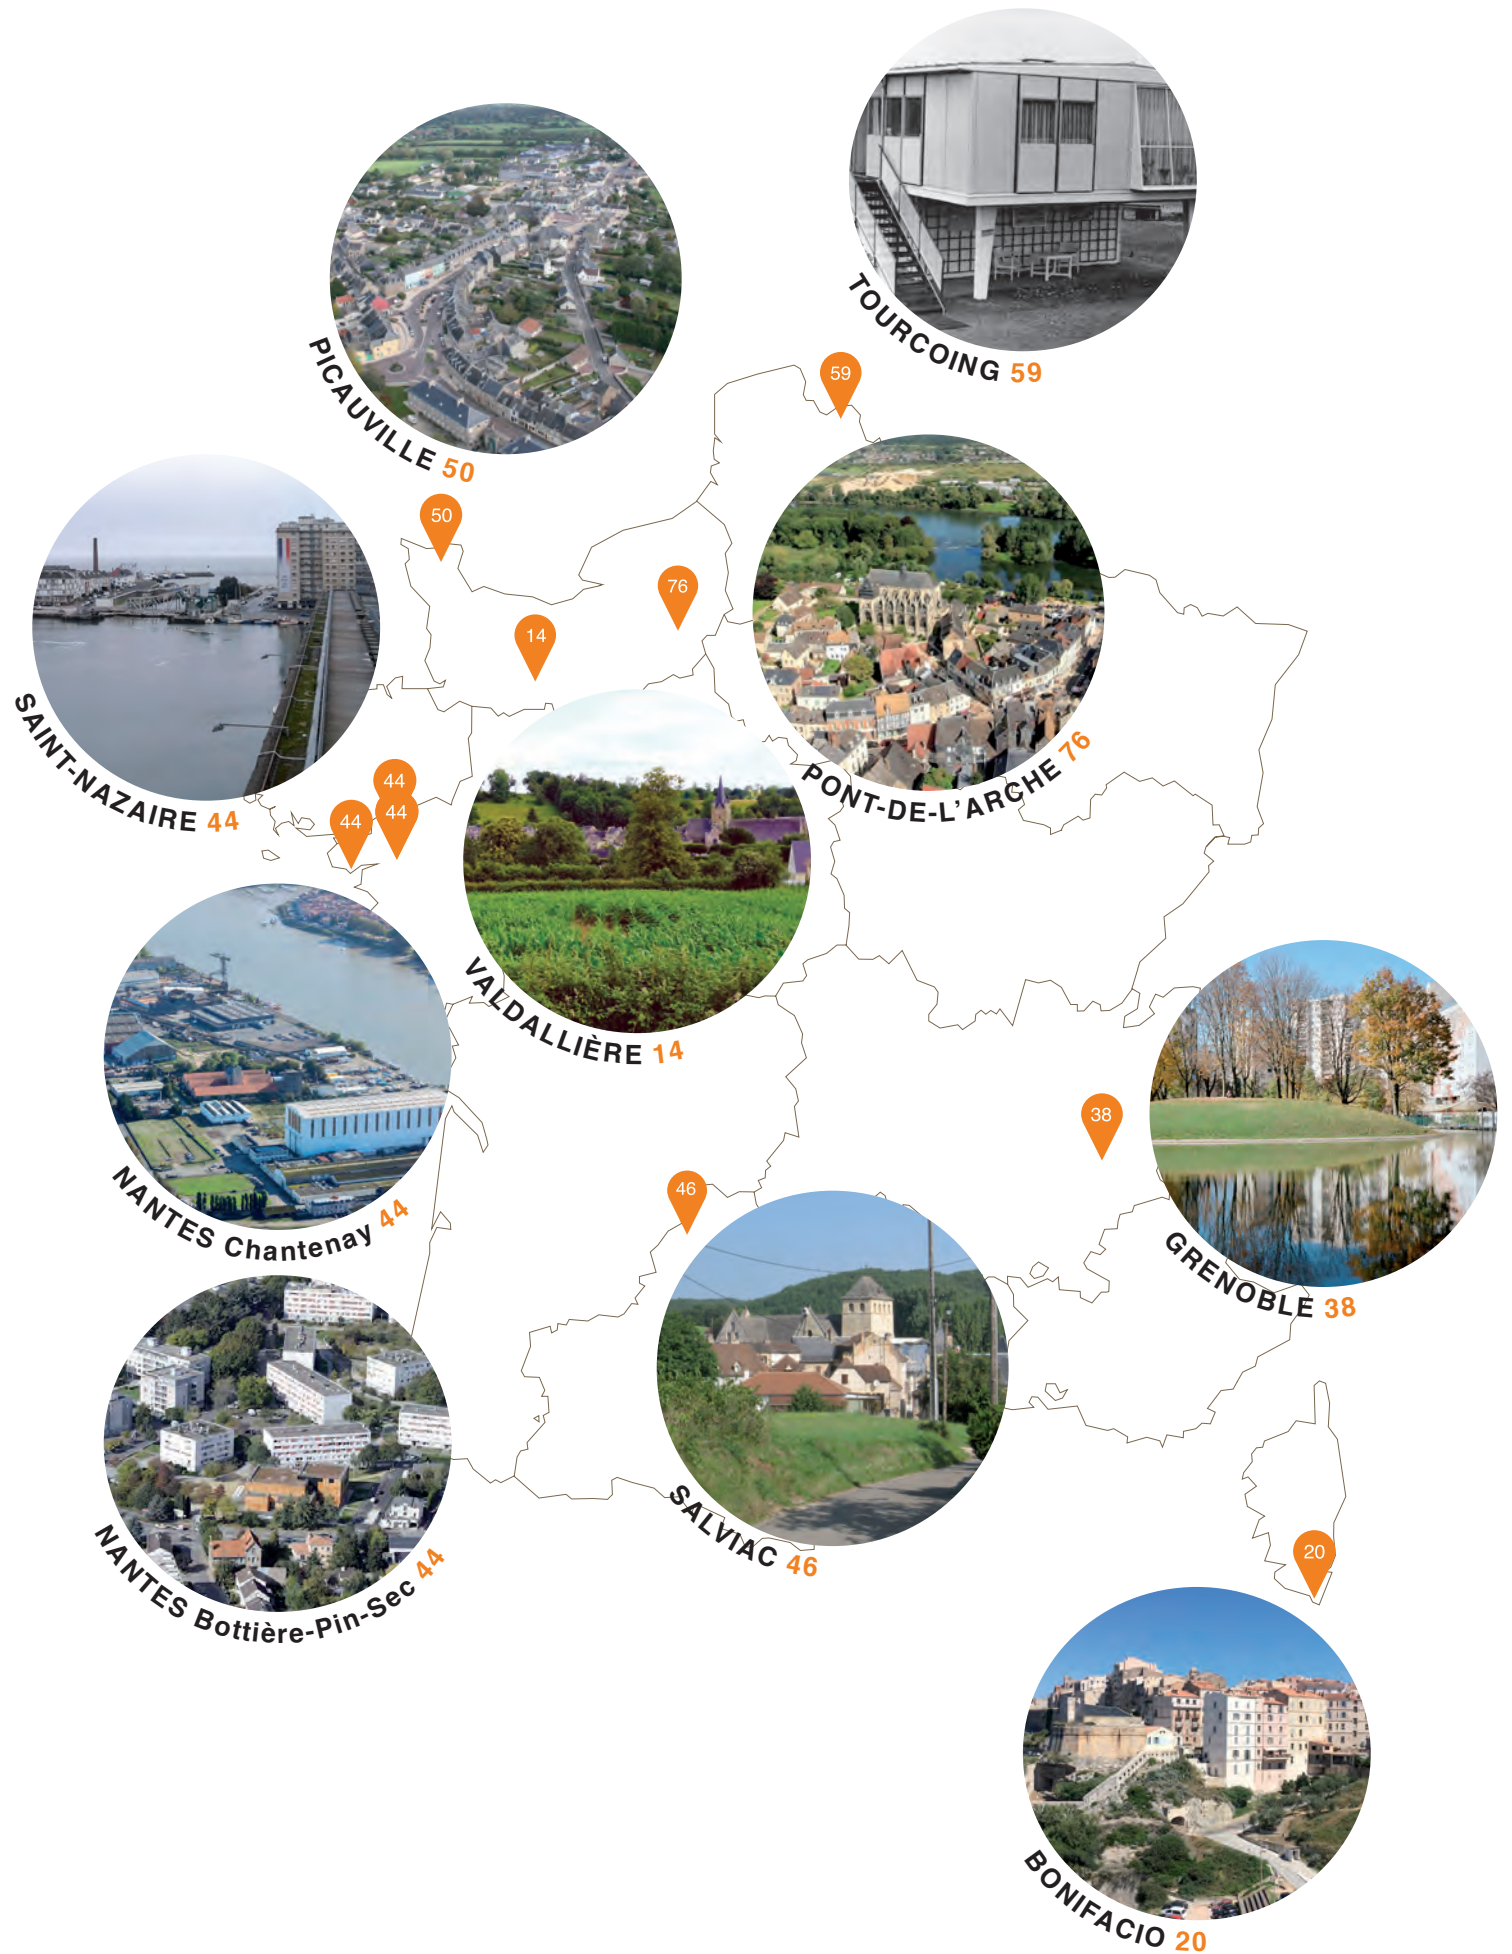 TOURCOING 59
PICAUVILLE 50
59
50
76
14
SAINT-NAZAIRE 44
PONT-DE-L’ARCHE 76
44
44
44
VALDALLIÈRE 14
38
46
NANTES Chantenay 44
GRENOBLE 38
SALVIAC 46
NANTES Bottière-Pin-Sec 44
20
BONIFACIO 20